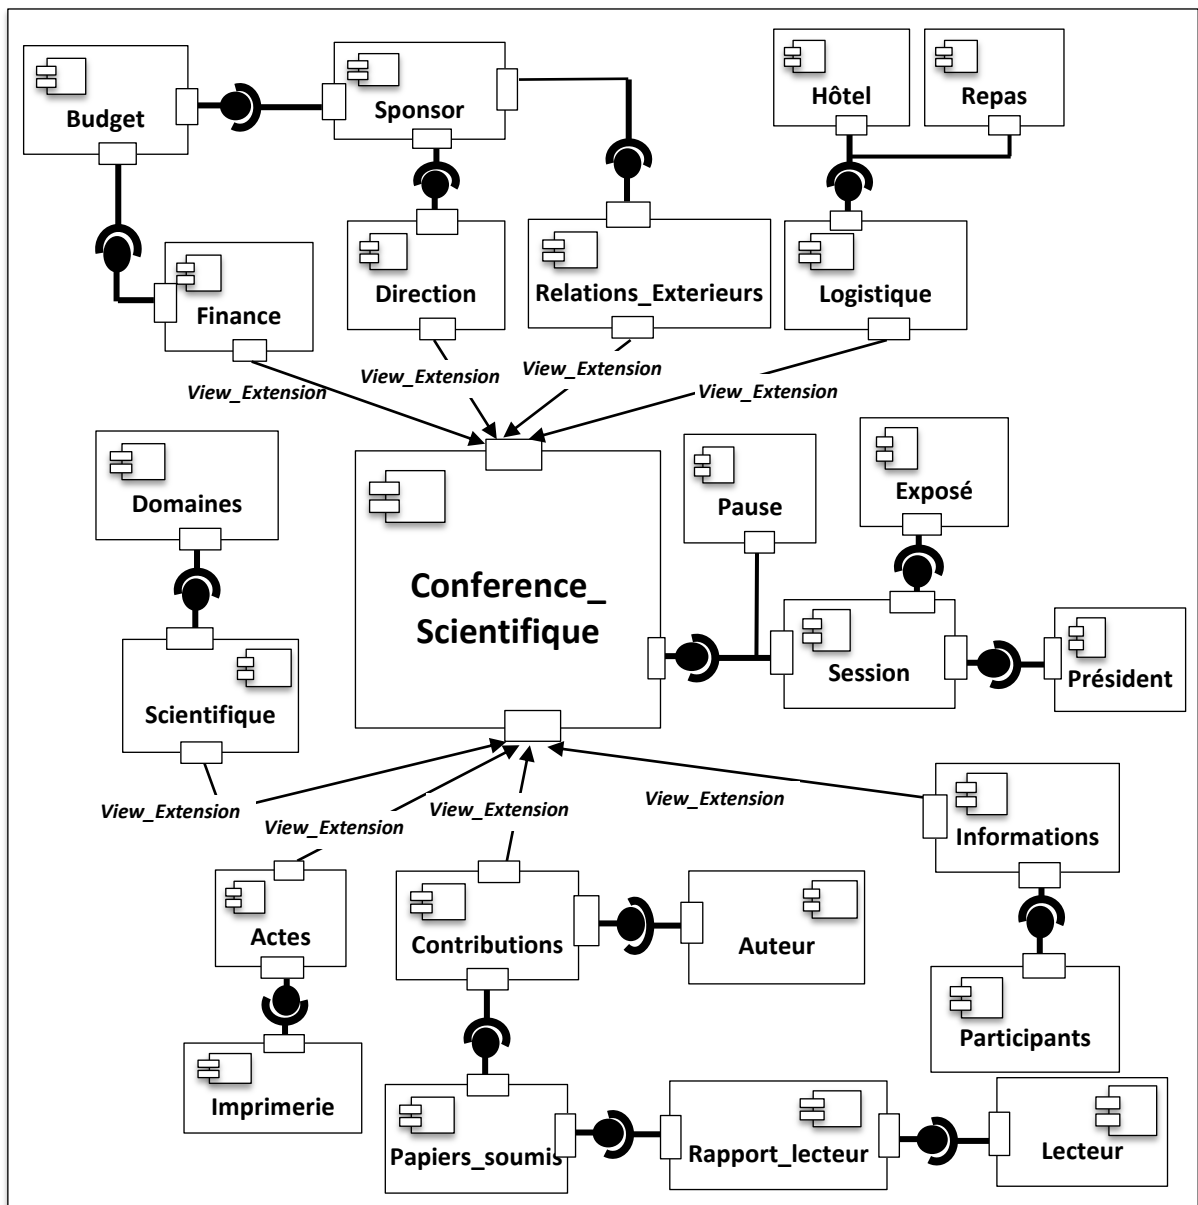 Budget
Sponsor
Hôtel
Repas
Finance
Direction
Relations_Exterieurs
Logistique
View_Extension
View_Extension
View_Extension
View_Extension
Domaines
Conference_
Scientifique
Pause
Exposé
Scientifique
Session
Président
View_Extension
View_Extension
View_Extension
View_Extension
Informations
Actes
Contributions
Auteur
Participants
Imprimerie
Papiers_soumis
Rapport_lecteur
Lecteur